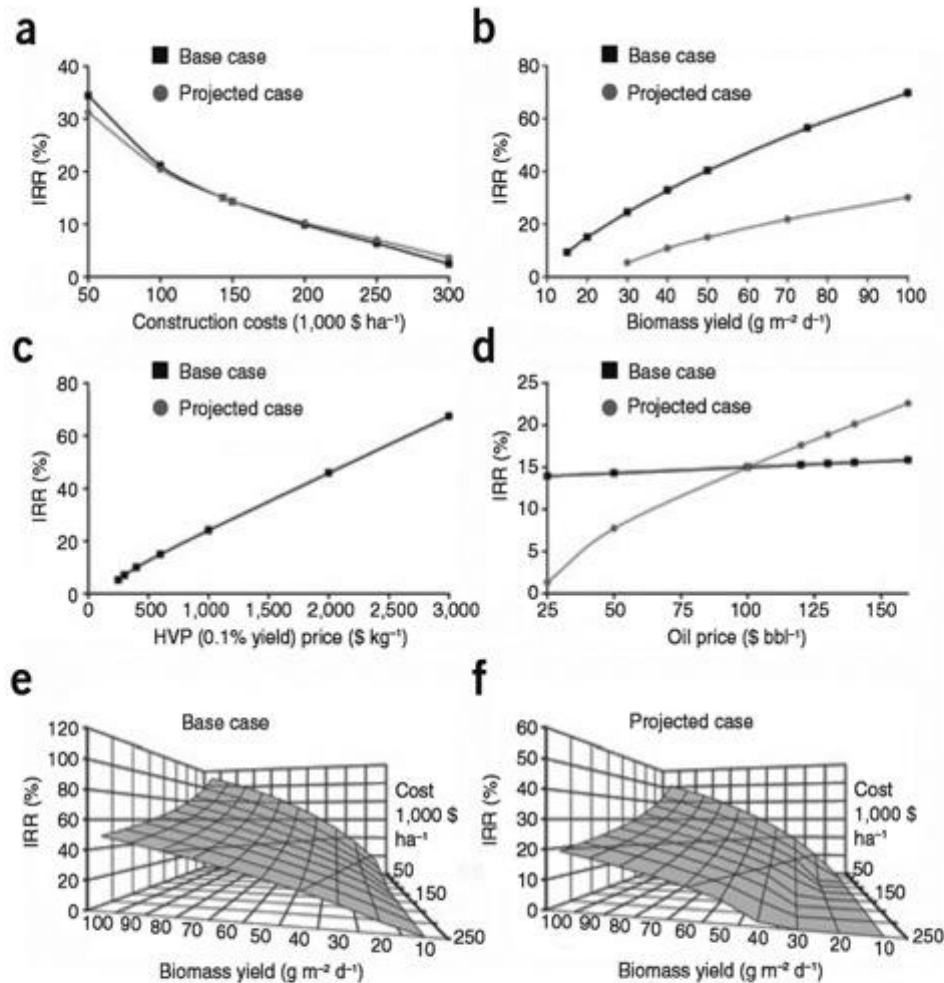 a
Base case
Projected case
40
30
20
10
0
IRR (%)
50 100 150 200 250 300
Construction costs (1,000 $ ha⁻¹)
b
Base case
Projected case
80
60
40
20
0
IRR (%)
10 20 30 40 50 60 70 80 90 100
Biomass yield (g m⁻² d⁻¹)
c
Base case
Projected case
80
60
40
20
0
IRR (%)
0 500 1,000 1,500 2,000 2,500 3,000
HVP (0.1% yield) price ($ kg⁻¹)
d
Base case
Projected case
25
20
15
10
5
0
IRR (%)
25 50 75 100 125 150
Oil price ($ bbl⁻¹)
e
Base case
120
100
80
60
40
20
0
IRR (%)
Cost
1,000 $
ha⁻¹
50
150
250
100 90 80 70 60 50 40 30 20 10
Biomass yield (g m⁻² d⁻¹)
f
Projected case
60
50
40
30
20
10
0
IRR (%)
Cost
1,000 $
ha⁻¹
50
150
250
100 90 80 70 60 50 40 30 20 10
Biomass yield (g m⁻² d⁻¹)